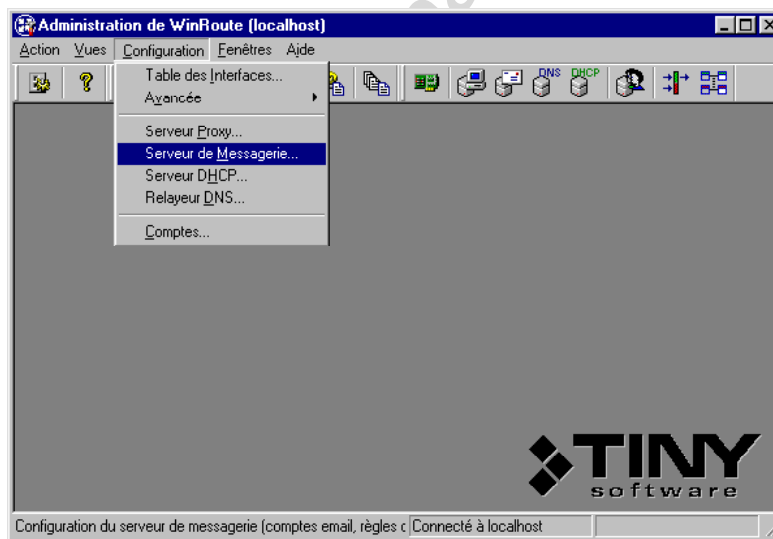 Administration de WinRoute (localhost)
Action Vues Configuration Fenêtres Aide
DNS DHCP
Table des Interfaces...
Avancée
Serveur Proxy...
Serveur de Messagerie...
Serveur DHCP...
Relayeur DNS...
Comptes...
TINY
software
Configuration du serveur de messagerie (comptes email, règles c Connecté à localhost